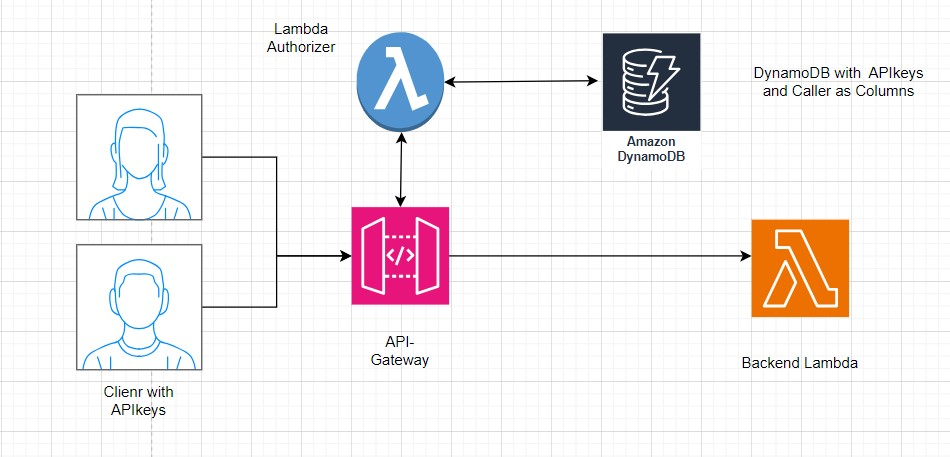 Lambda
Authorizer
DynamoDB with APIkeys
and Caller as Columns
Amazon
DynamoDB
</>
API-
Gateway
Backend Lambda
Clienr with
APIkeys